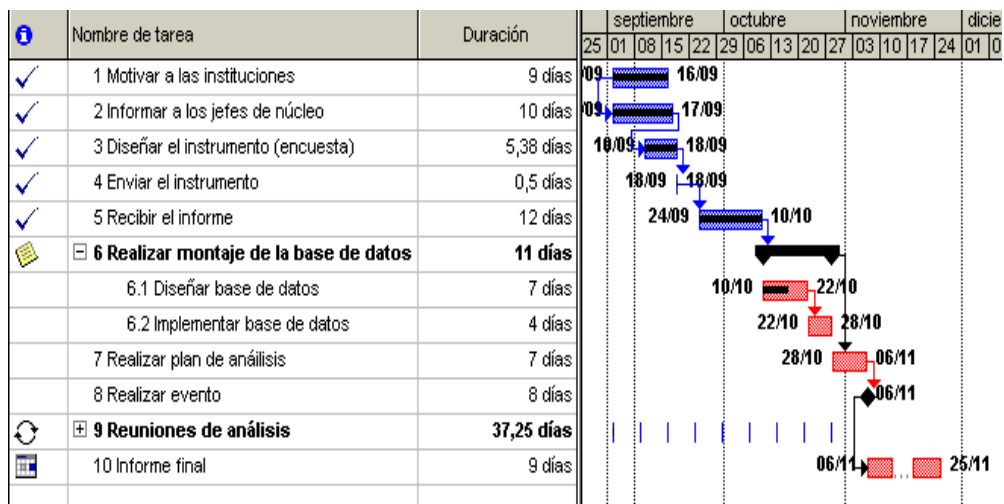 Nombre de tarea Duración septiembre octubre noviembre dicie
25 01 08 15 22 29 06 13 20 27 03 10 17 24 01 0
1 Motivar a las instituciones 9 días /09 16/09
2 Informar a los jefes de núcleo 10 días /09 17/09
3 Diseñar el instrumento (encuesta) 5,38 días 10/09 18/09
4 Enviar el instrumento 0,5 días 18/09 18/09
5 Recibir el informe 12 días 24/09 10/10
6 Realizar montaje de la base de datos 11 días
6.1 Diseñar base de datos 7 días 10/10 22/10
6.2 Implementar base de datos 4 días 22/10 28/10
7 Realizar plan de análisis 7 días 28/10 06/11
8 Realizar evento 8 días 06/11
9 Reuniones de análisis 37,25 días
10 Informe final 9 días 06/11 ... 25/11